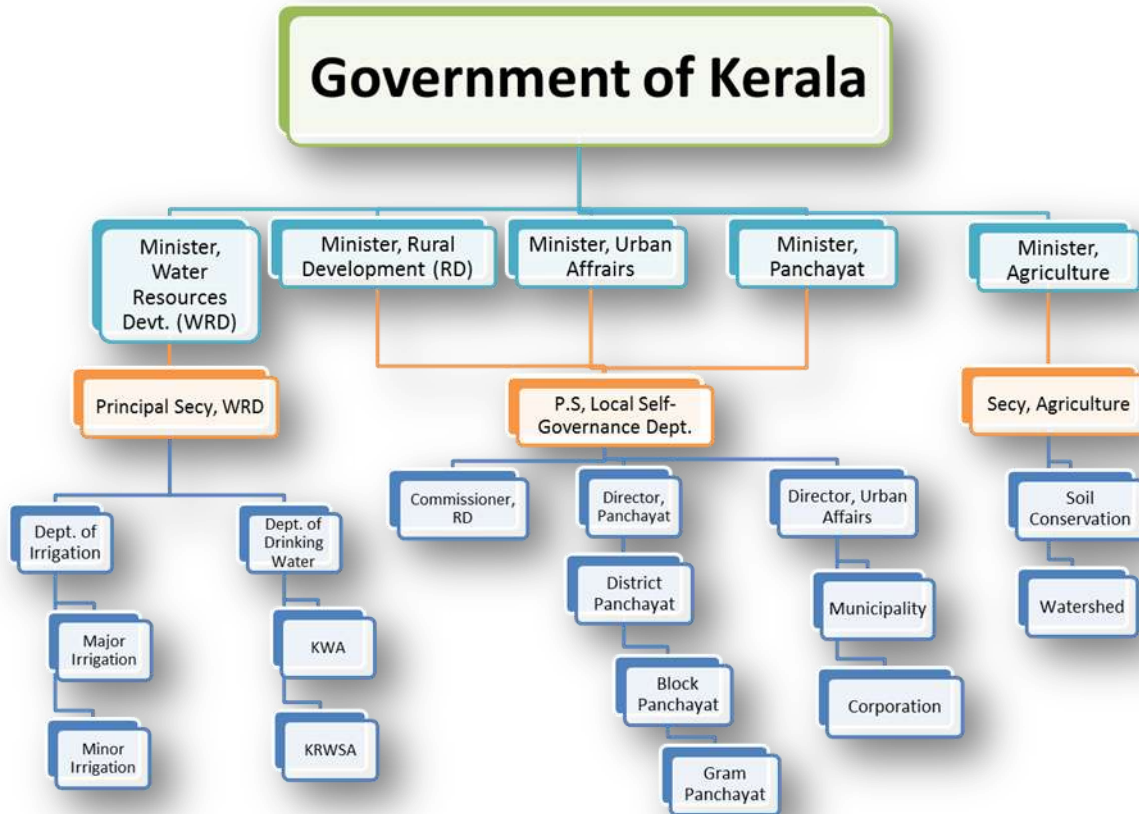 Government of Kerala
Minister,
Water
Resources
Devt. (WRD)
Minister, Rural
Development (RD)
Minister, Urban
Affrairs
Minister,
Panchayat
Minister,
Agriculture
Principal Secy, WRD
P.S, Local Self-
Governance Dept.
Secy, Agriculture
Dept. of
Irrigation
Dept. of
Drinking
Water
Commissioner,
RD
Director,
Panchayat
Director, Urban
Affairs
Soil
Conservation
Major
Irrigation
KWA
District
Panchayat
Municipality
Watershed
Minor
Irrigation
KRWSA
Block
Panchayat
Corporation
Gram
Panchayat